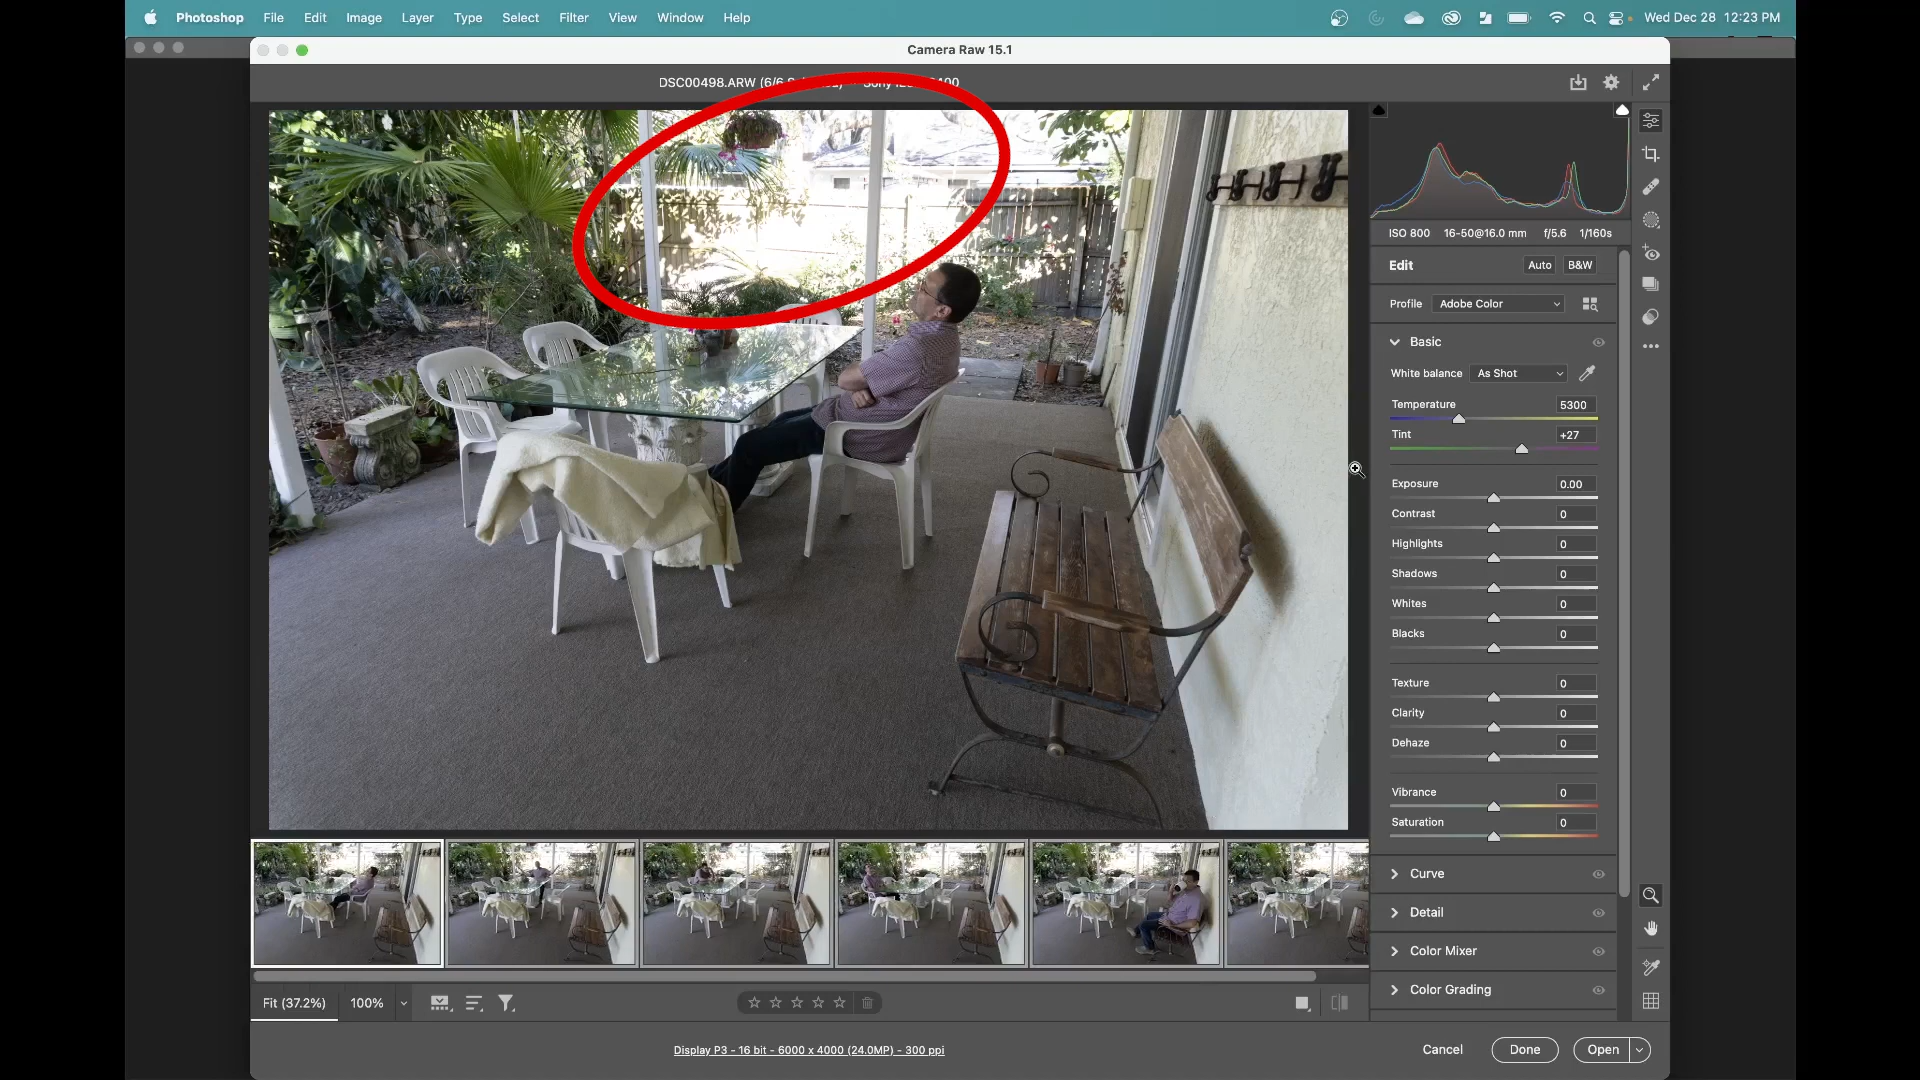 Photoshop File Edit Image Layer Type Select Filter View Window Help Wed Dec 28 12:23 PM
Camera Raw 15.1
DSC00498.ARW (6/6
ISO 800 16-50@16.0 mm f/5.6 1/160s
Edit Auto B&W
Profile Adobe Color
Basic
White balance As Shot
Temperature 5300
Tint +27
Exposure 0.00
Contrast 0
Highlights 0
Shadows 0
Whites 0
Blacks 0
Texture 0
Clarity 0
Dehaze 0
Vibrance 0
Saturation 0
Curve
Detail
Color Mixer
Color Grading
Fit (37.2%) 100%
Display P3 - 16 bit - 6000 x 4000 (24.0MP) - 300 ppi
Cancel Done Open